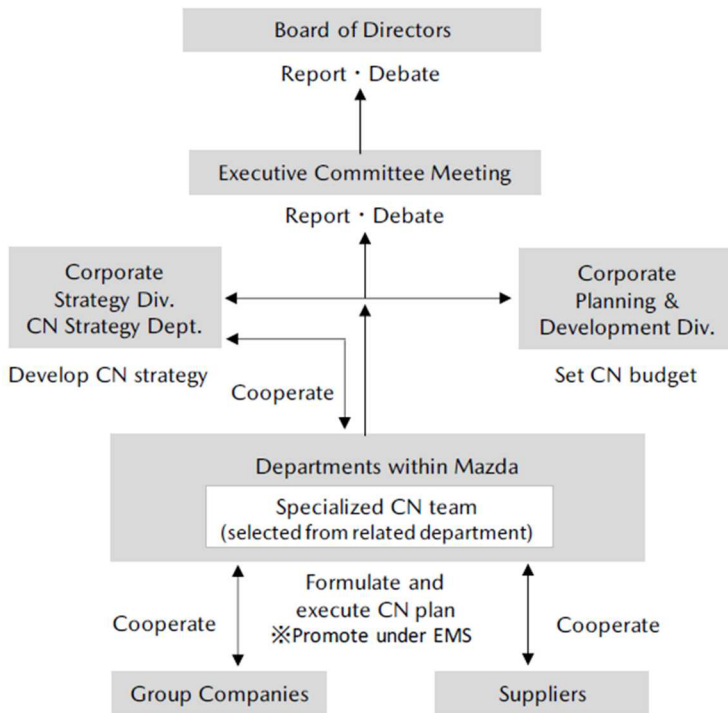 Board of Directors
Report・Debate
Executive Committee Meeting
Report・Debate
Corporate
Strategy Div.
CN Strategy Dept.
Corporate
Planning &
Development Div.
Develop CN strategy
Set CN budget
Cooperate
Departments within Mazda
Specialized CN team
(selected from related department)
Formulate and
execute CN plan
※Promote under EMS
Cooperate
Cooperate
Group Companies
Suppliers